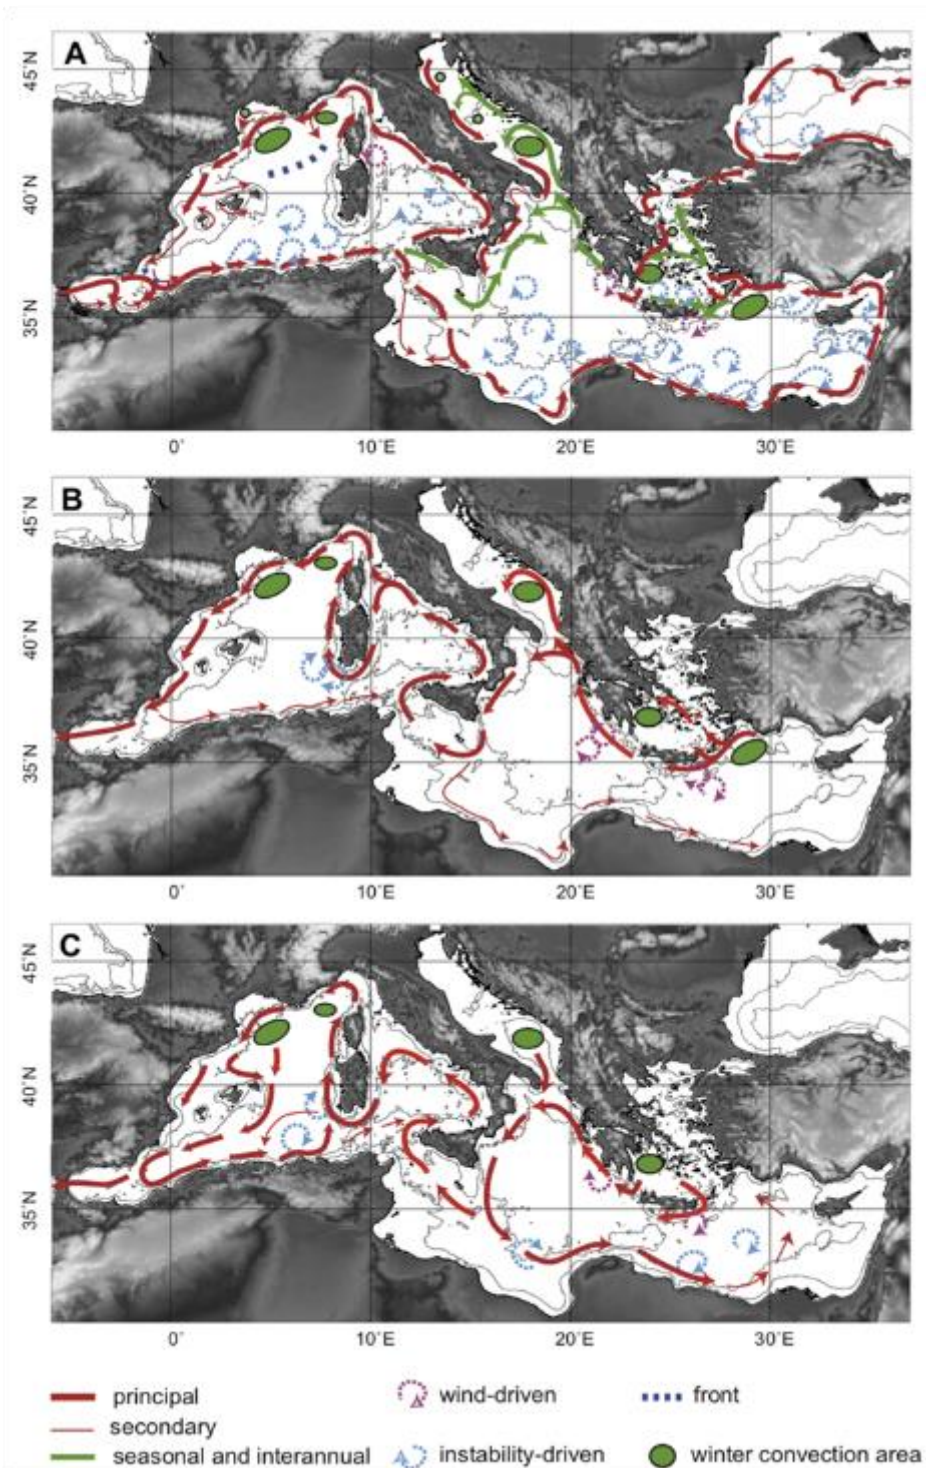 A
45°N
40°N
35°N
0° 10°E 20°E 30°E
B
45°N
40°N
35°N
0° 10°E 20°E 30°E
C
45°N
40°N
35°N
0° 10°E 20°E 30°E
principal wind-driven front
secondary
seasonal and interannual instability-driven winter convection area